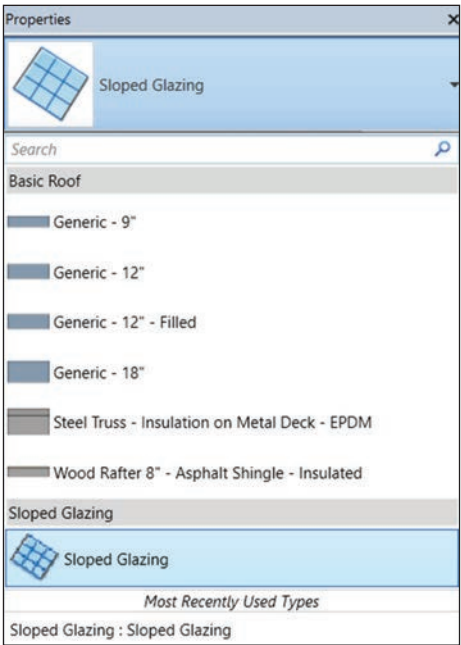 Properties
Sloped Glazing
Search
Basic Roof
Generic - 9"
Generic - 12"
Generic - 12" - Filled
Generic - 18"
Steel Truss - Insulation on Metal Deck - EPDM
Wood Rafter 8" - Asphalt Shingle - Insulated
Sloped Glazing
Sloped Glazing
Most Recently Used Types
Sloped Glazing : Sloped Glazing